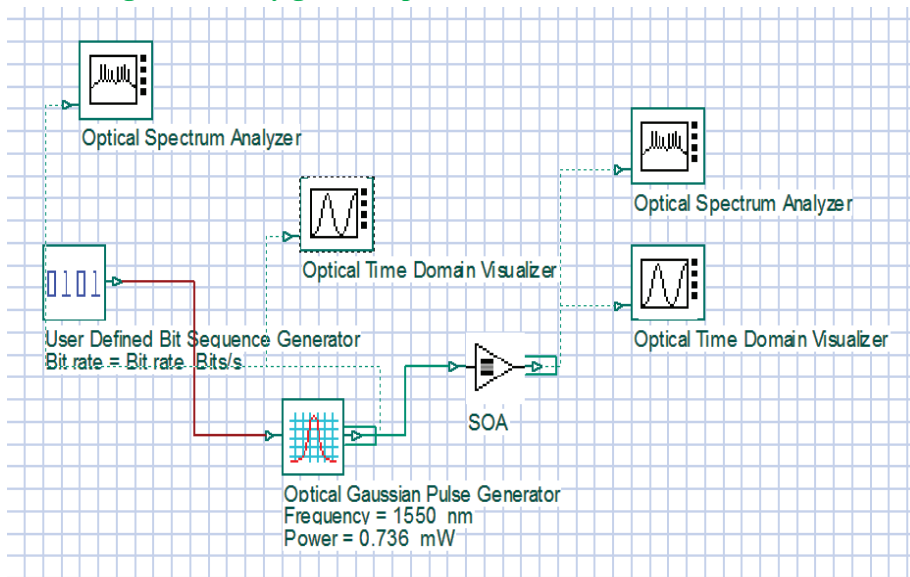 Optical Spectrum Analyzer
Optical Spectrum Analyzer
Optical Time Domain Visualizer
0101
User Defined Bit Sequence Generator
Bit rate = Bit rate Bits/s
Optical Time Domain Visualizer
SOA
Optical Gaussian Pulse Generator
Frequency = 1550 nm
Power = 0.736 mW